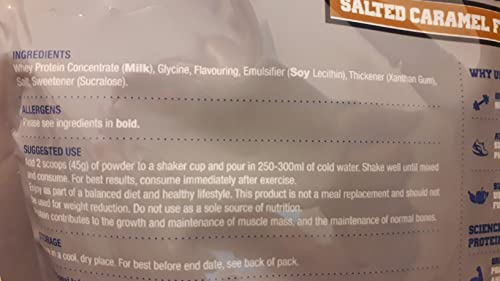 SALTED CARAMEL F
INGREDIENTS
Whey Protein Concentrate (Milk), Glycine, Flavouring, Emulsifier (Soy Lecithin), Thickener (Xanthan Gum),
Salt, Sweetener (Sucralose).
ALLERGENS
Please see ingredients in bold.
SUGGESTED USE
Add 2 scoops (45g) of powder to a shaker cup and pour in 250-300ml of cold water. Shake well until mixed
and consume. For best results, consume immediately after exercise.
Enjoy as part of a balanced diet and healthy lifestyle. This product is not a meal replacement and should not
be used for weight reduction. Do not use as a sole source of nutrition.
Protein contributes to the growth and maintenance of muscle mass, and the maintenance of normal bones.
STORAGE
in a cool, dry place. For best before end date, see back of pack.
WHY U
SCIENC
PROTEIN